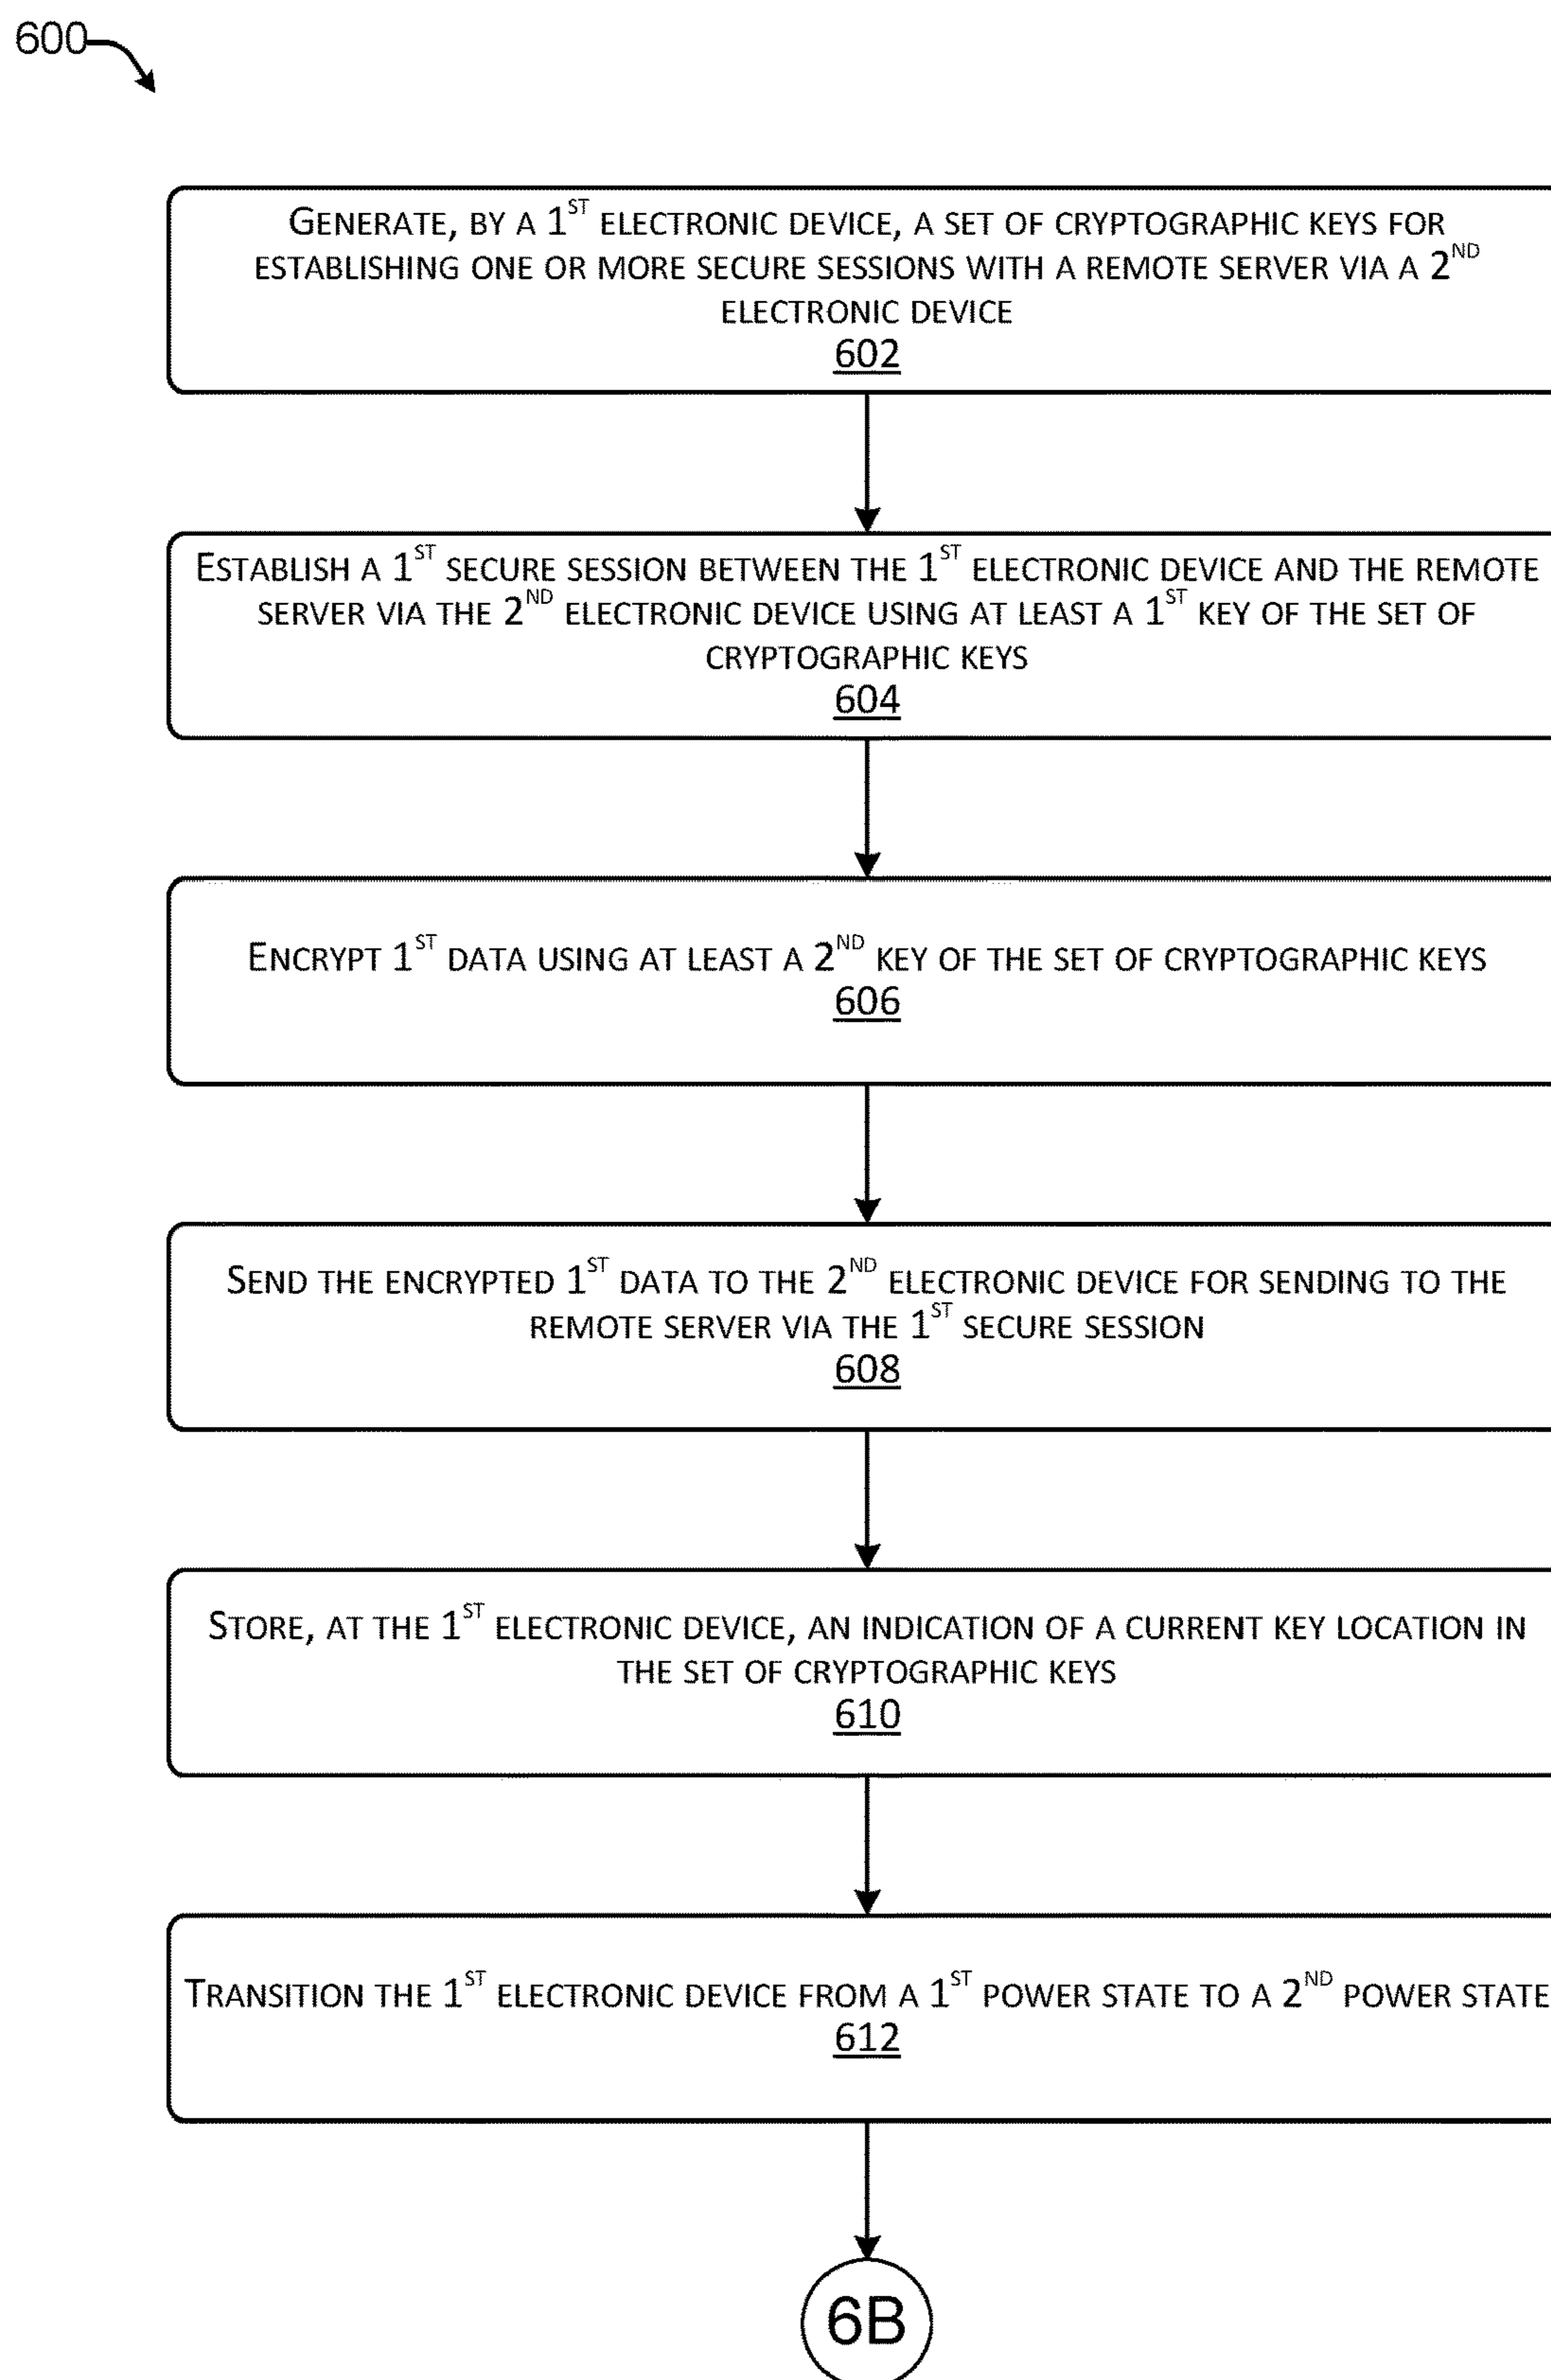 600
GENERATE, BY A 1ST ELECTRONIC DEVICE, A SET OF CRYPTOGRAPHIC KEYS FOR
ESTABLISHING ONE OR MORE SECURE SESSIONS WITH A REMOTE SERVER VIA A 2ND
ELECTRONIC DEVICE
602
ESTABLISH A 1ST SECURE SESSION BETWEEN THE 1ST ELECTRONIC DEVICE AND THE REMOTE
SERVER VIA THE 2ND ELECTRONIC DEVICE USING AT LEAST A 1ST KEY OF THE SET OF
CRYPTOGRAPHIC KEYS
604
ENCRYPT 1ST DATA USING AT LEAST A 2ND KEY OF THE SET OF CRYPTOGRAPHIC KEYS
606
SEND THE ENCRYPTED 1ST DATA TO THE 2ND ELECTRONIC DEVICE FOR SENDING TO THE
REMOTE SERVER VIA THE 1ST SECURE SESSION
608
STORE, AT THE 1ST ELECTRONIC DEVICE, AN INDICATION OF A CURRENT KEY LOCATION IN
THE SET OF CRYPTOGRAPHIC KEYS
610
TRANSITION THE 1ST ELECTRONIC DEVICE FROM A 1ST POWER STATE TO A 2ND POWER STATE
612
6B